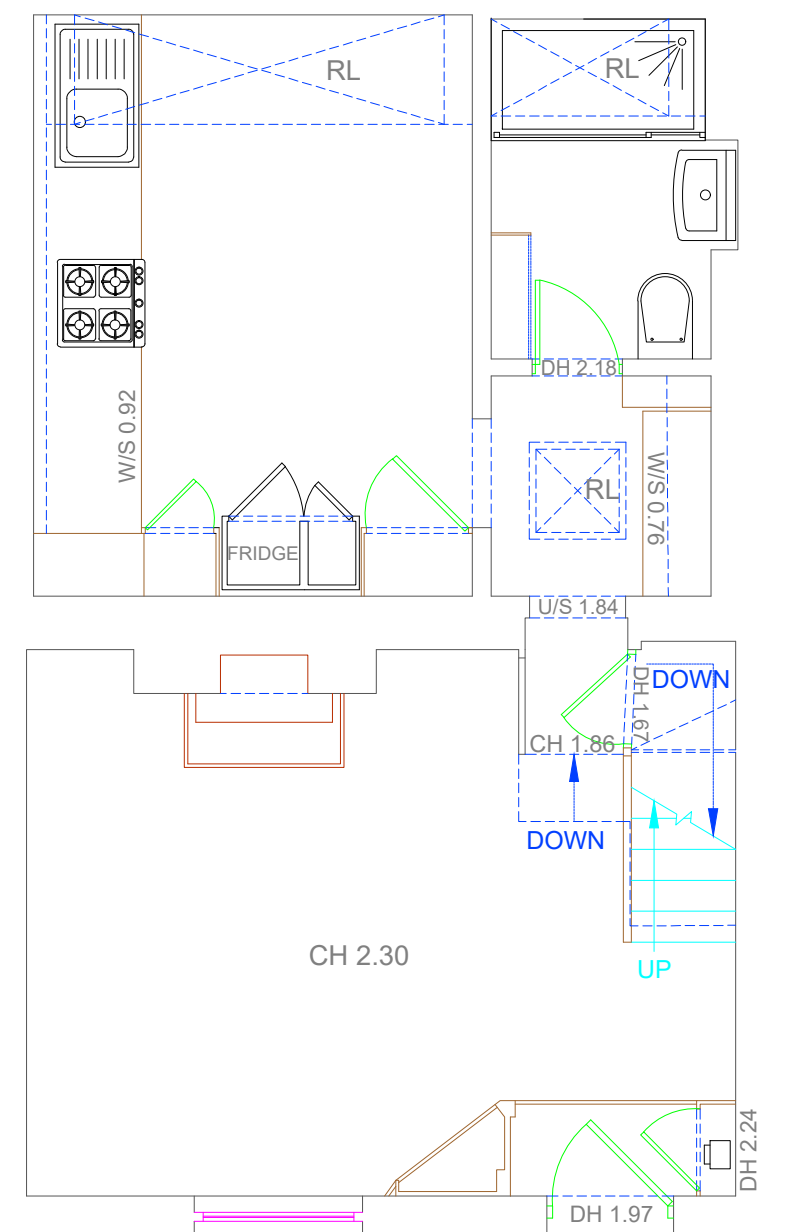 RL
RL
DH 2.18
W/S 0.92
RL
W/S 0.76
FRIDGE
U/S 1.84
DOWN
DH 1.67
CH 1.86
DOWN
CH 2.30
UP
DH 2.24
DH 1.97